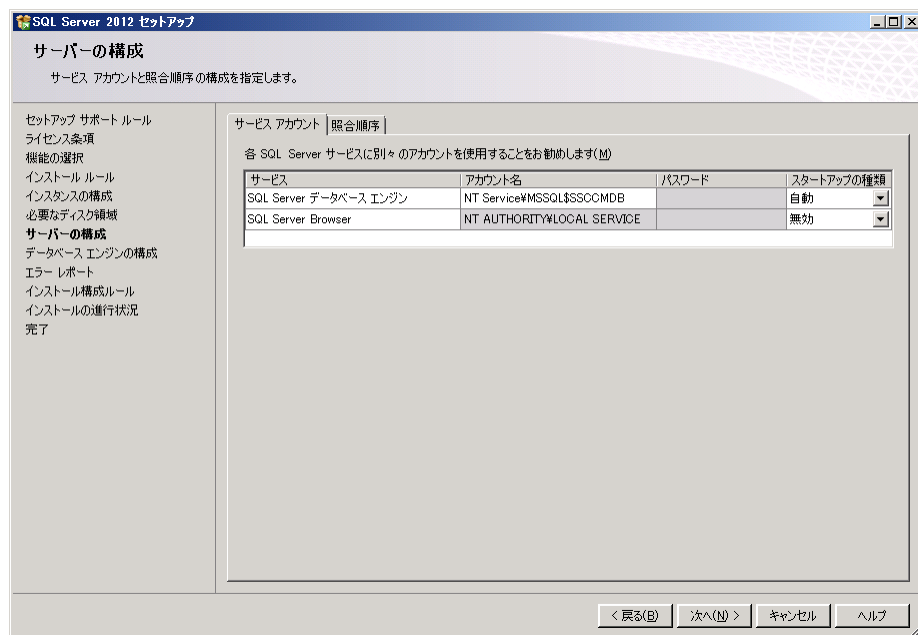 SQL Server 2012 セットアップ
サーバーの構成
サービス アカウントと照合順序の構成を指定します。
セットアップ サポート ルール
ライセンス条項
機能の選択
インストール ルール
インスタンスの構成
必要なディスク領域
サーバーの構成
データベース エンジンの構成
エラー レポート
インストール構成ルール
インストールの進行状況
完了
サービス アカウント 照合順序
各 SQL Server サービスに別々のアカウントを使用することをお勧めします(M)
サービス アカウント名 パスワード スタートアップの種類
SQL Server データベース エンジン NT Service¥MSSQL$SSCCMDB 自動
SQL Server Browser NT AUTHORITY¥LOCAL SERVICE 無効
< 戻る(B) 次へ(N) > キャンセル ヘルプ